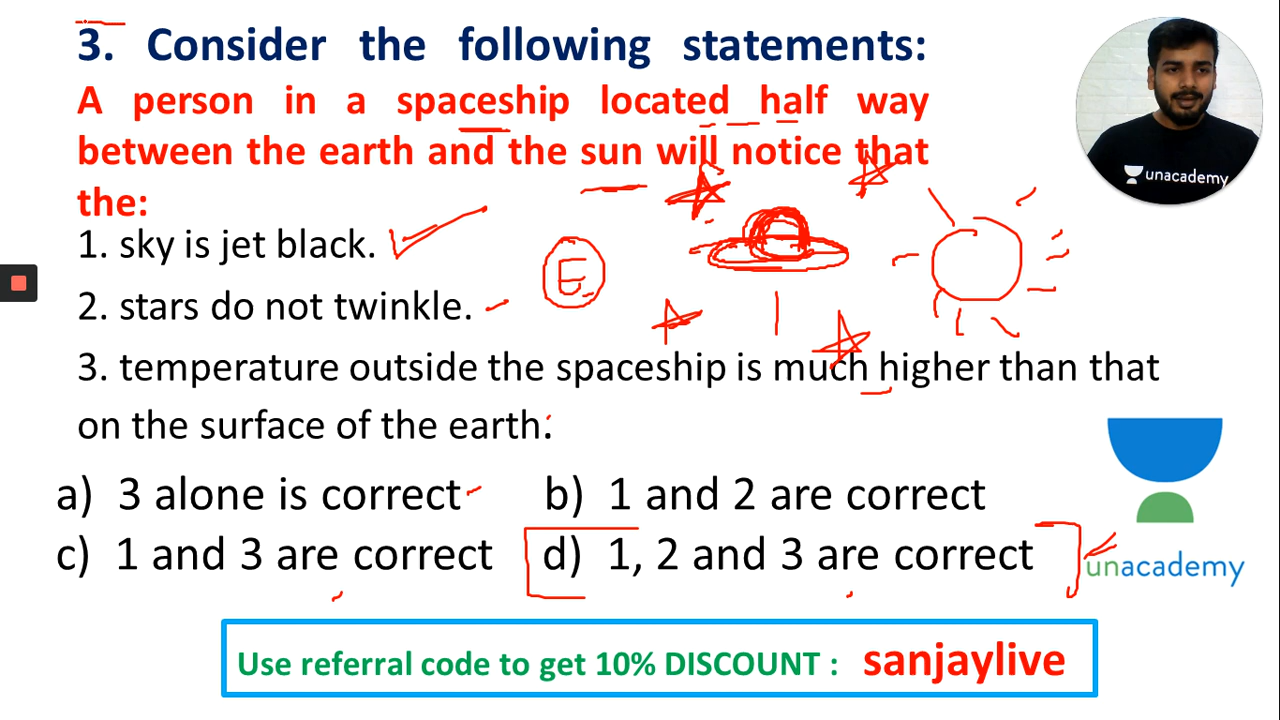 3. Consider the following statements:
A person in a spaceship located half way
between the earth and the sun will notice that
the:
1. sky is jet black.
2. stars do not twinkle.
3. temperature outside the spaceship is much higher than that
on the surface of the earth.
a) 3 alone is correct b) 1 and 2 are correct
c) 1 and 3 are correct d) 1, 2 and 3 are correct
Use referral code to get 10% DISCOUNT : sanjaylive
E
unacademy
unacademy